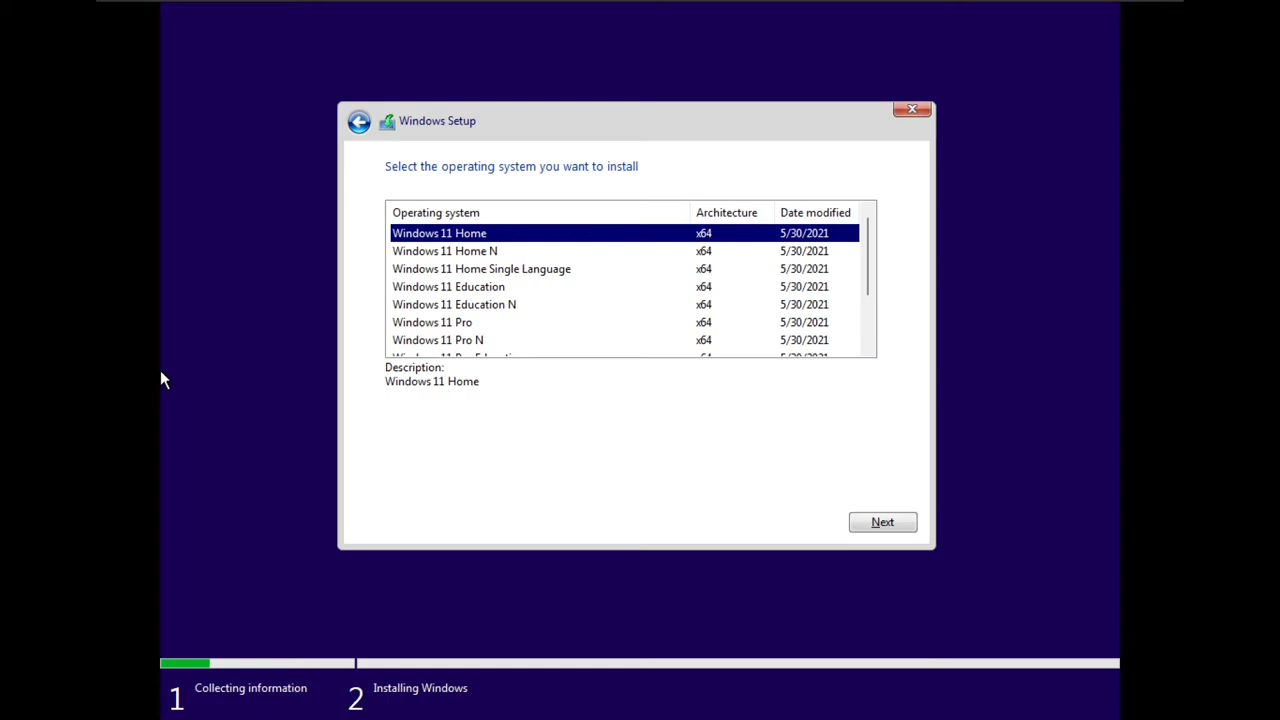 Windows Setup
Select the operating system you want to install
Operating system Architecture Date modified
Windows 11 Home x64 5/30/2021
Windows 11 Home N x64 5/30/2021
Windows 11 Home Single Language x64 5/30/2021
Windows 11 Education x64 5/30/2021
Windows 11 Education N x64 5/30/2021
Windows 11 Pro x64 5/30/2021
Windows 11 Pro N x64 5/30/2021
Description:
Windows 11 Home
Next
1 Collecting information 2 Installing Windows